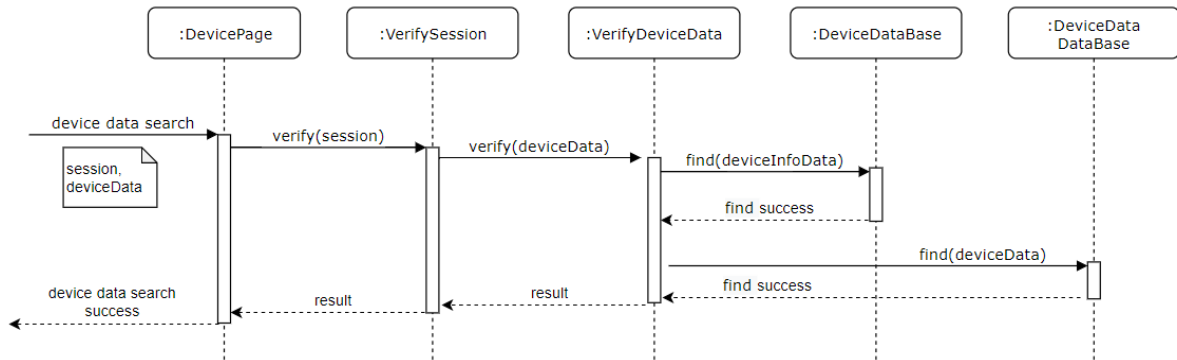 :DevicePage
:VerifySession
:VerifyDeviceData
:DeviceDataBase
:DeviceData
DataBase
device data search
session,
deviceData
verify(session)
verify(deviceData)
find(deviceInfoData)
find success
find(deviceData)
find success
result
result
device data search
success